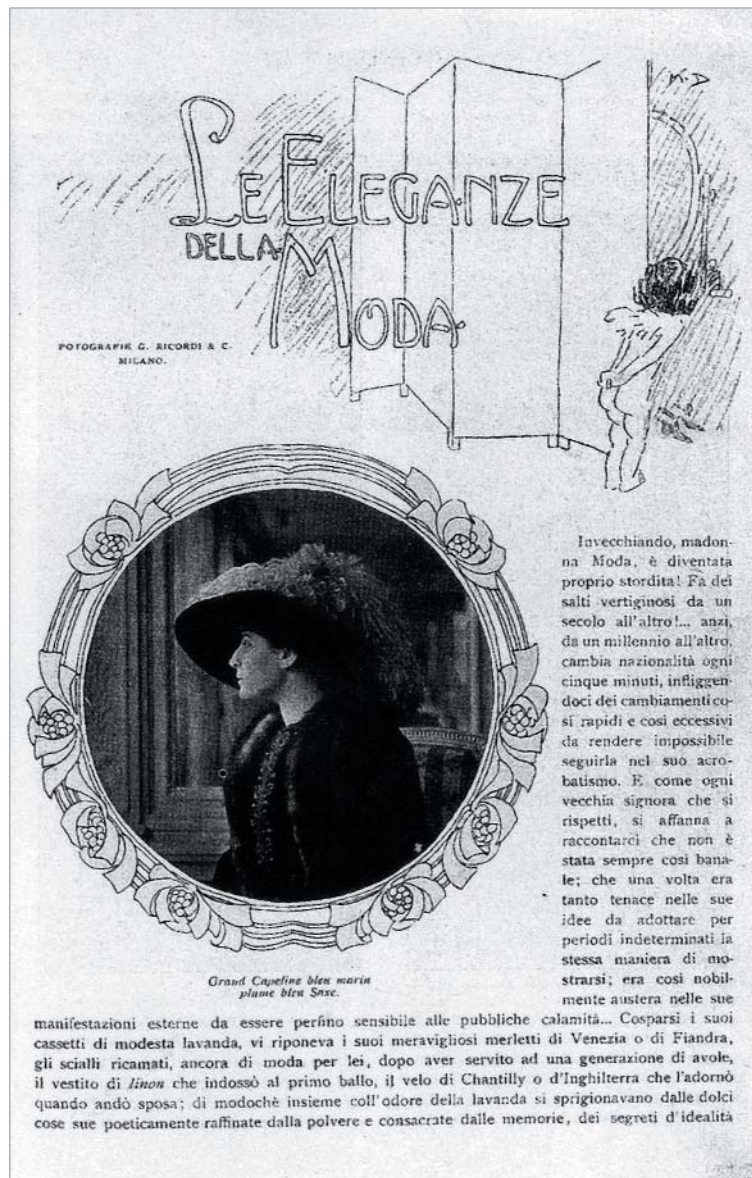 M·D
LE ELEGANZE
DELLA
MODA
FOTOGRAFIE G. RICORDI & C.
MILANO.
Invecchiando, madon-
na Moda, è diventata
proprio stordita! Fa dei
salti vertiginosi da un
secolo all'altro!... anzi,
da un millennio all'altro,
cambia nazionalità ogni
cinque minuti, infliggen-
doci dei cambiamenti co-
sì rapidi e così eccessivi
da rendere impossibile
seguirla nel suo acro-
batismo. E come ogni
vecchia signora che si
rispetti, si affanna a
raccontarci che non è
stata sempre così bana-
le; che una volta era
tanto tenace nelle sue
idee da adottare per
periodi indeterminati la
stessa maniera di mo-
strarsi; era così nobil-
mente austera nelle sue
Grand Capeline bleu marin
plume bleu Saxe.
manifestazioni esterne da essere perfino sensibile alle pubbliche calamità... Cosparsi i suoi
cassetti di modesta lavanda, vi riponeva i suoi meravigliosi merletti di Venezia o di Fiandra,
gli scialli ricamati, ancora di moda per lei, dopo aver servito ad una generazione di avole,
il vestito di linon che indossò al primo ballo, il velo di Chantilly o d'Inghilterra che l'adornò
quando andò sposa; di modochè insieme coll'odore della lavanda si sprigionavano dalle dolci
cose sue poeticamente raffinate dalla polvere e consacrate dalle memorie, dei segreti d'idealità